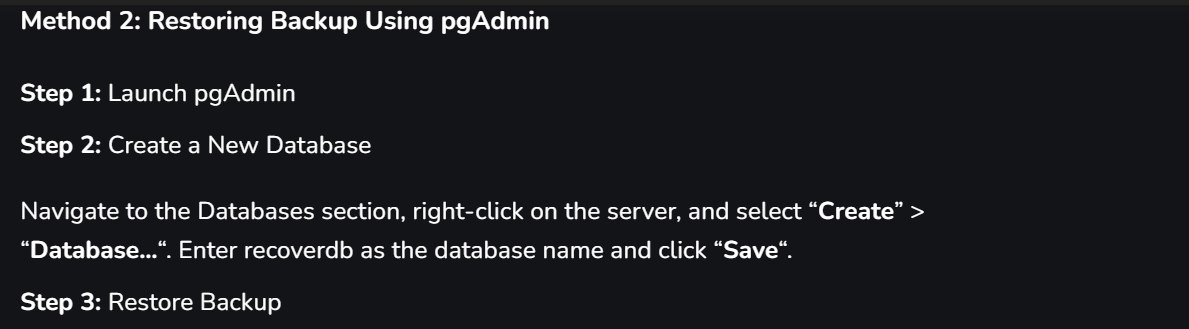 Method 2: Restoring Backup Using pgAdmin
Step 1: Launch pgAdmin
Step 2: Create a New Database
Navigate to the Databases section, right-click on the server, and select “Create” >
“Database...“. Enter recoverdb as the database name and click “Save“.
Step 3: Restore Backup